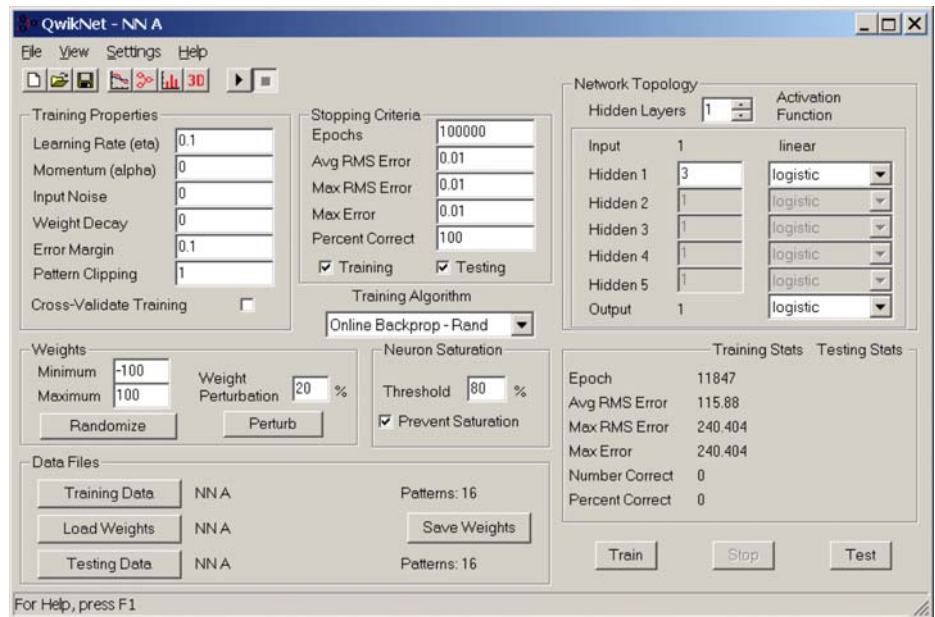 QwikNet - NN A
File View Settings Help
3D
Training Properties
Learning Rate (eta) 0.1
Momentum (alpha) 0
Input Noise 0
Weight Decay 0
Error Margin 0.1
Pattern Clipping 1
Cross-Validate Training
Stopping Criteria
Epochs 100000
Avg RMS Error 0.01
Max RMS Error 0.01
Max Error 0.01
Percent Correct 100
Training Testing
Training Algorithm
Online Backprop - Rand
Network Topology
Hidden Layers 1 Activation
Function
Input 1 linear
Hidden 1 3 logistic
Hidden 2 1 logistic
Hidden 3 1 logistic
Hidden 4 1 logistic
Hidden 5 1 logistic
Output 1 logistic
Weights
Minimum -100
Maximum 100
Weight
Perturbation 20 %
Randomize Perturb
Neuron Saturation
Threshold 80 %
Prevent Saturation
Training Stats Testing Stats
Epoch 11847
Avg RMS Error 115.88
Max RMS Error 240.404
Max Error 240.404
Number Correct 0
Percent Correct 0
Data Files
Training Data NN A Patterns: 16
Load Weights NN A Save Weights
Testing Data NN A Patterns: 16
Train Stop Test
For Help, press F1